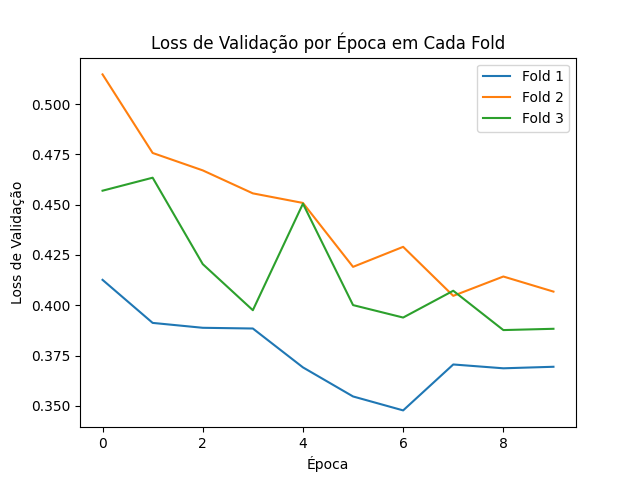 Loss de Validação por Época em Cada Fold
Fold 1
Fold 2
Fold 3
0.500
0.475
0.450
0.425
0.400
0.375
0.350
Loss de Validação
0 2 4 6 8
Época